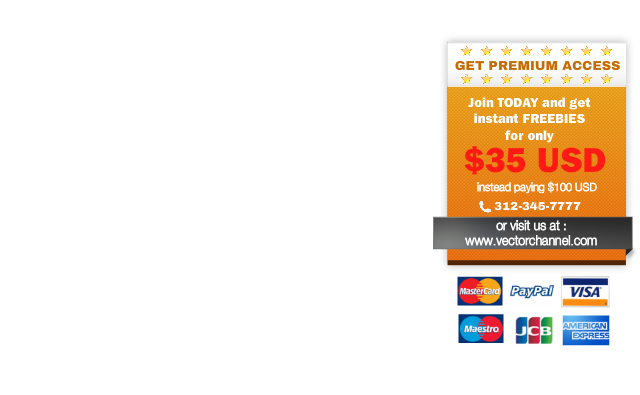 GET PREMIUM ACCESS
Join TODAY and get
instant FREEBIES
for only
$35 USD
instead paying $100 USD
312-345-7777
or visit us at :
www.vectorchannel.com
MasterCard PayPal VISA
Maestro JCB AMERICAN EXPRESS